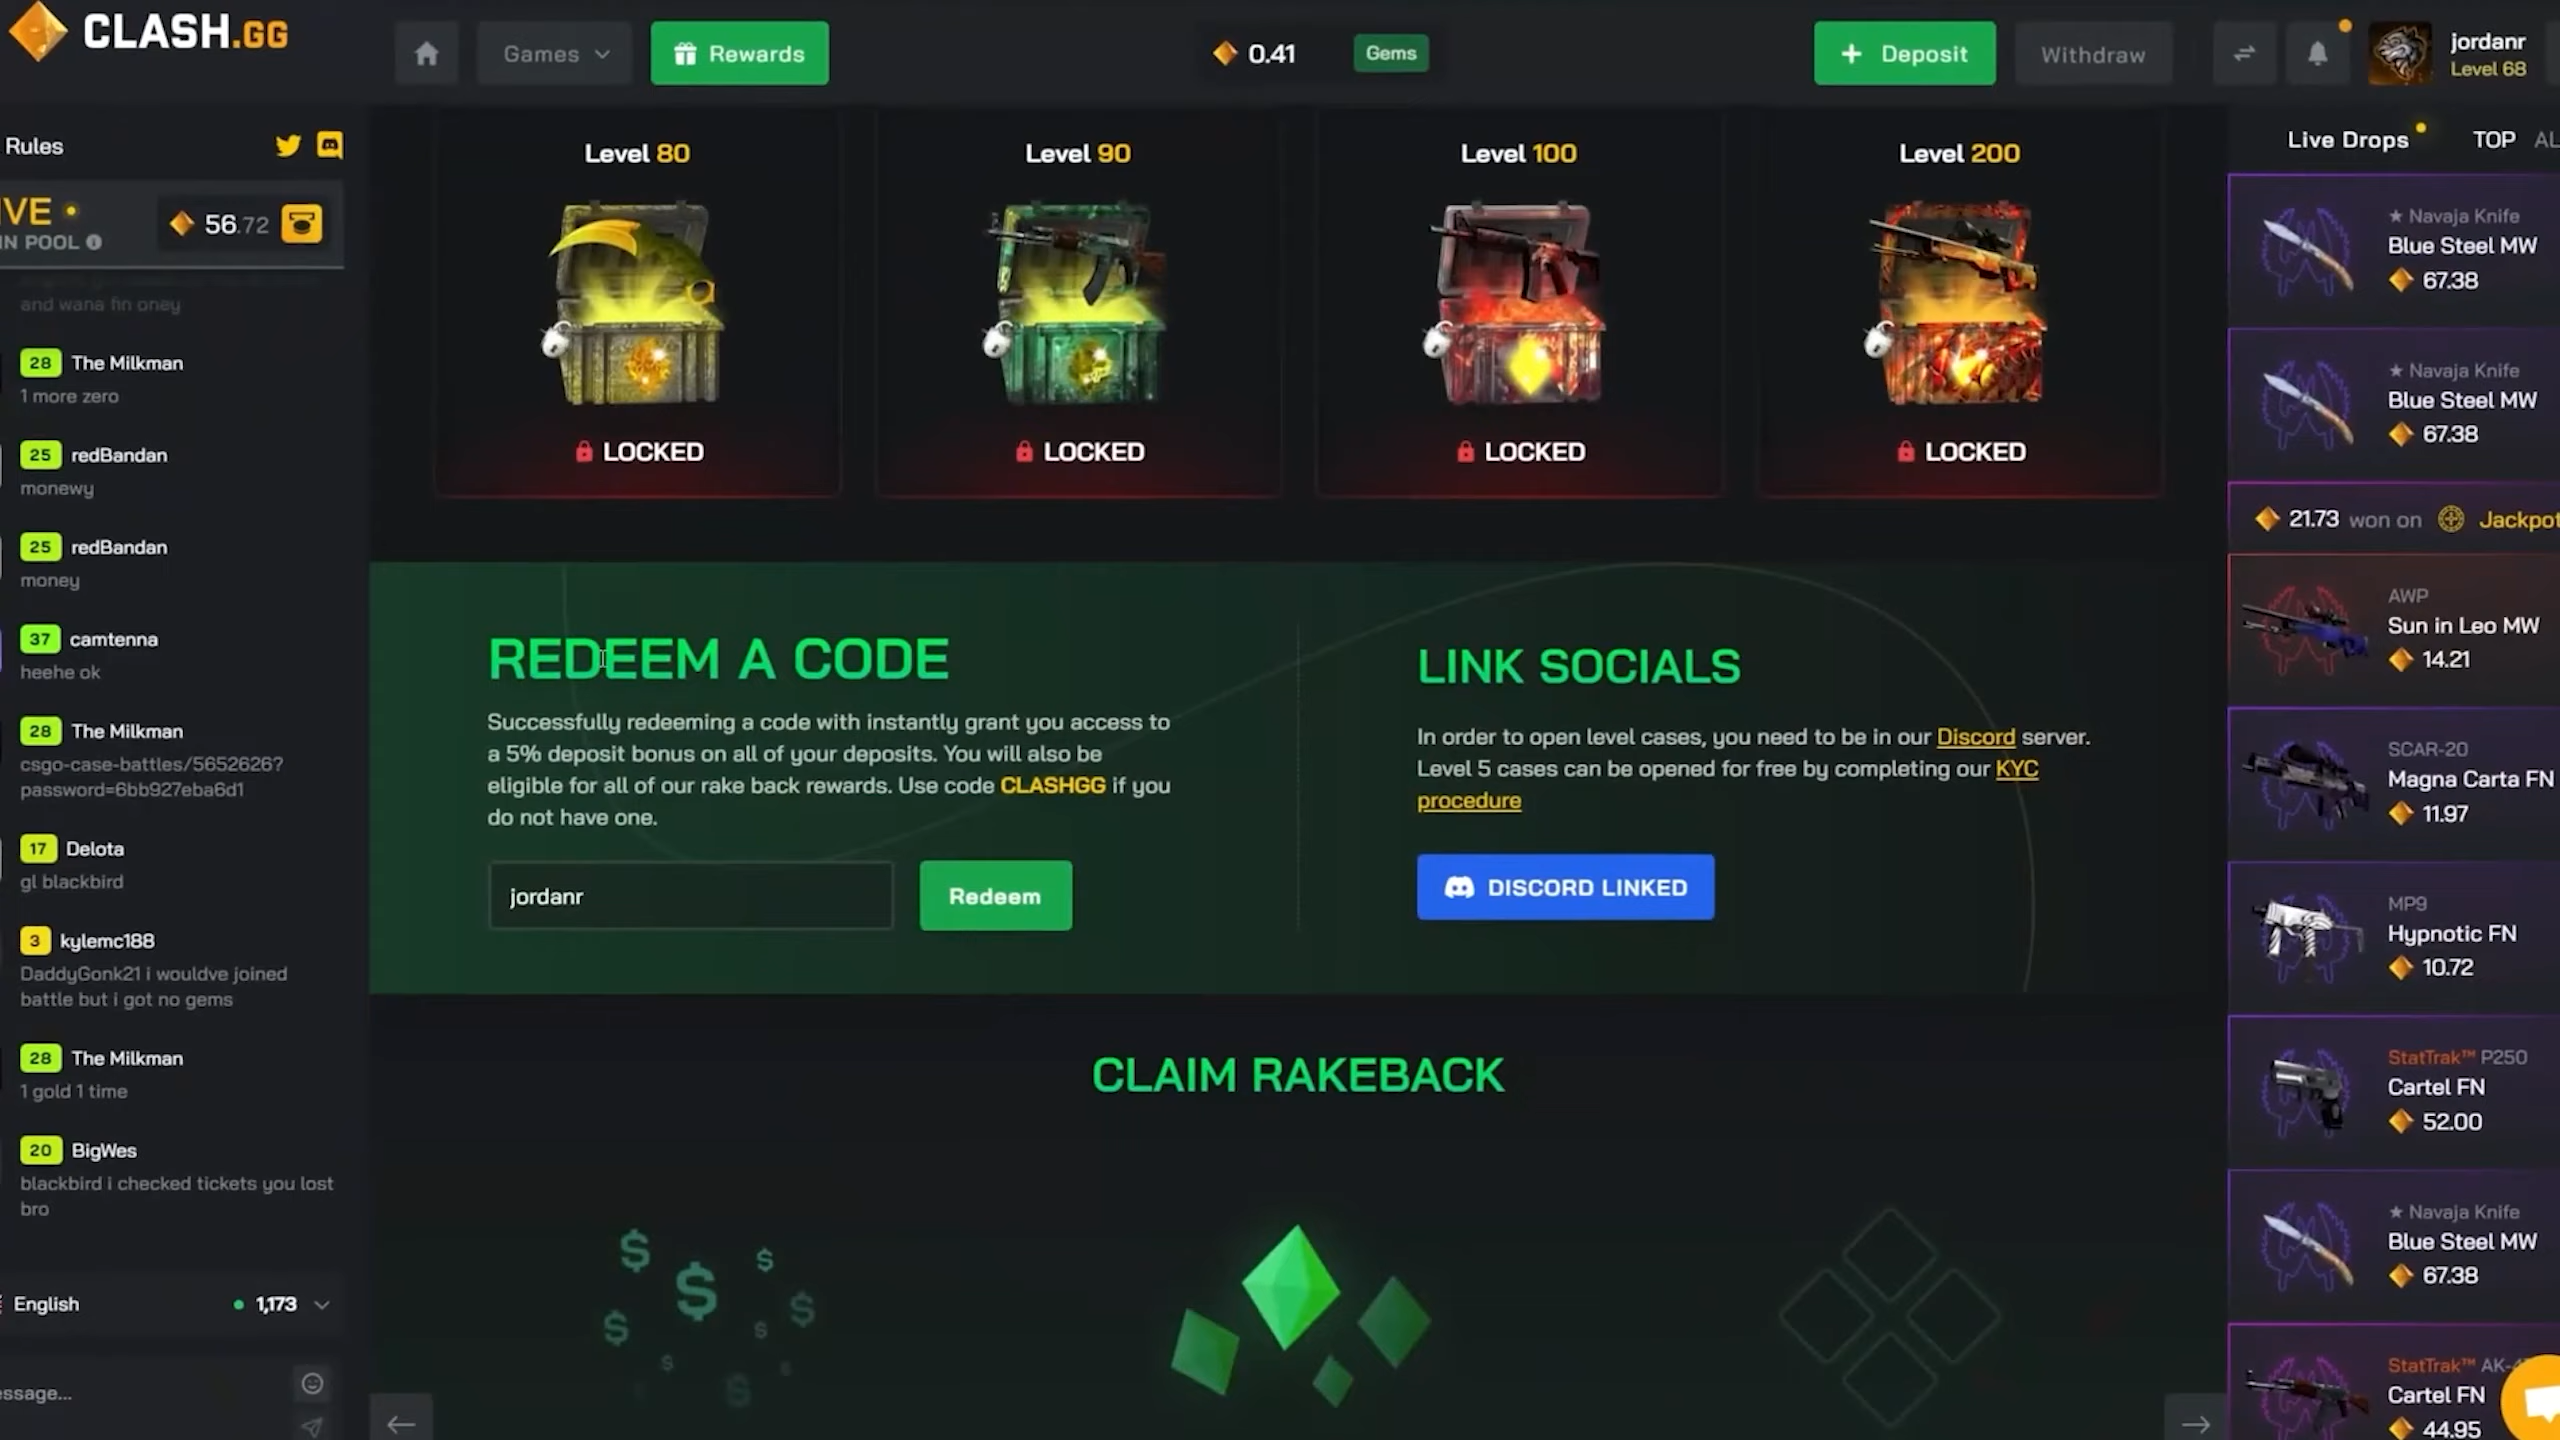 CLASH.GG
Games
Rewards
0.41
Gems
+ Deposit
Withdraw
jordanr
Level 68
Rules
IN POOL
56.72
and wana fin oney
28 The Milkman
1 more zero
25 redBandan
monewy
25 redBandan
money
37 camtenna
heehe ok
28 The Milkman
csgo-case-battles/5652626?
password=6bb927eba6d1
17 Delota
gl blackbird
3 kylemc188
DaddyGonk21 i wouldve joined
battle but i got no gems
28 The Milkman
1 gold 1 time
20 BigWes
blackbird i checked tickets you lost
bro
English
1,173
Level 80
LOCKED
Level 90
LOCKED
Level 100
LOCKED
Level 200
LOCKED
REDEEM A CODE
Successfully redeeming a code with instantly grant you access to
a 5% deposit bonus on all of your deposits. You will also be
eligible for all of our rake back rewards. Use code CLASHGG if you
do not have one.
jordanr
Redeem
LINK SOCIALS
In order to open level cases, you need to be in our Discord server.
Level 5 cases can be opened for free by completing our KYC
procedure
DISCORD LINKED
CLAIM RAKEBACK
Live Drops
TOP
★ Navaja Knife
Blue Steel MW
67.38
★ Navaja Knife
Blue Steel MW
67.38
21.73 won on Jackpot
AWP
Sun in Leo MW
14.21
SCAR-20
Magna Carta FN
11.97
MP9
Hypnotic FN
10.72
StatTrak™ P250
Cartel FN
52.00
★ Navaja Knife
Blue Steel MW
67.38
StatTrak™ AK-4
Cartel FN
44.95